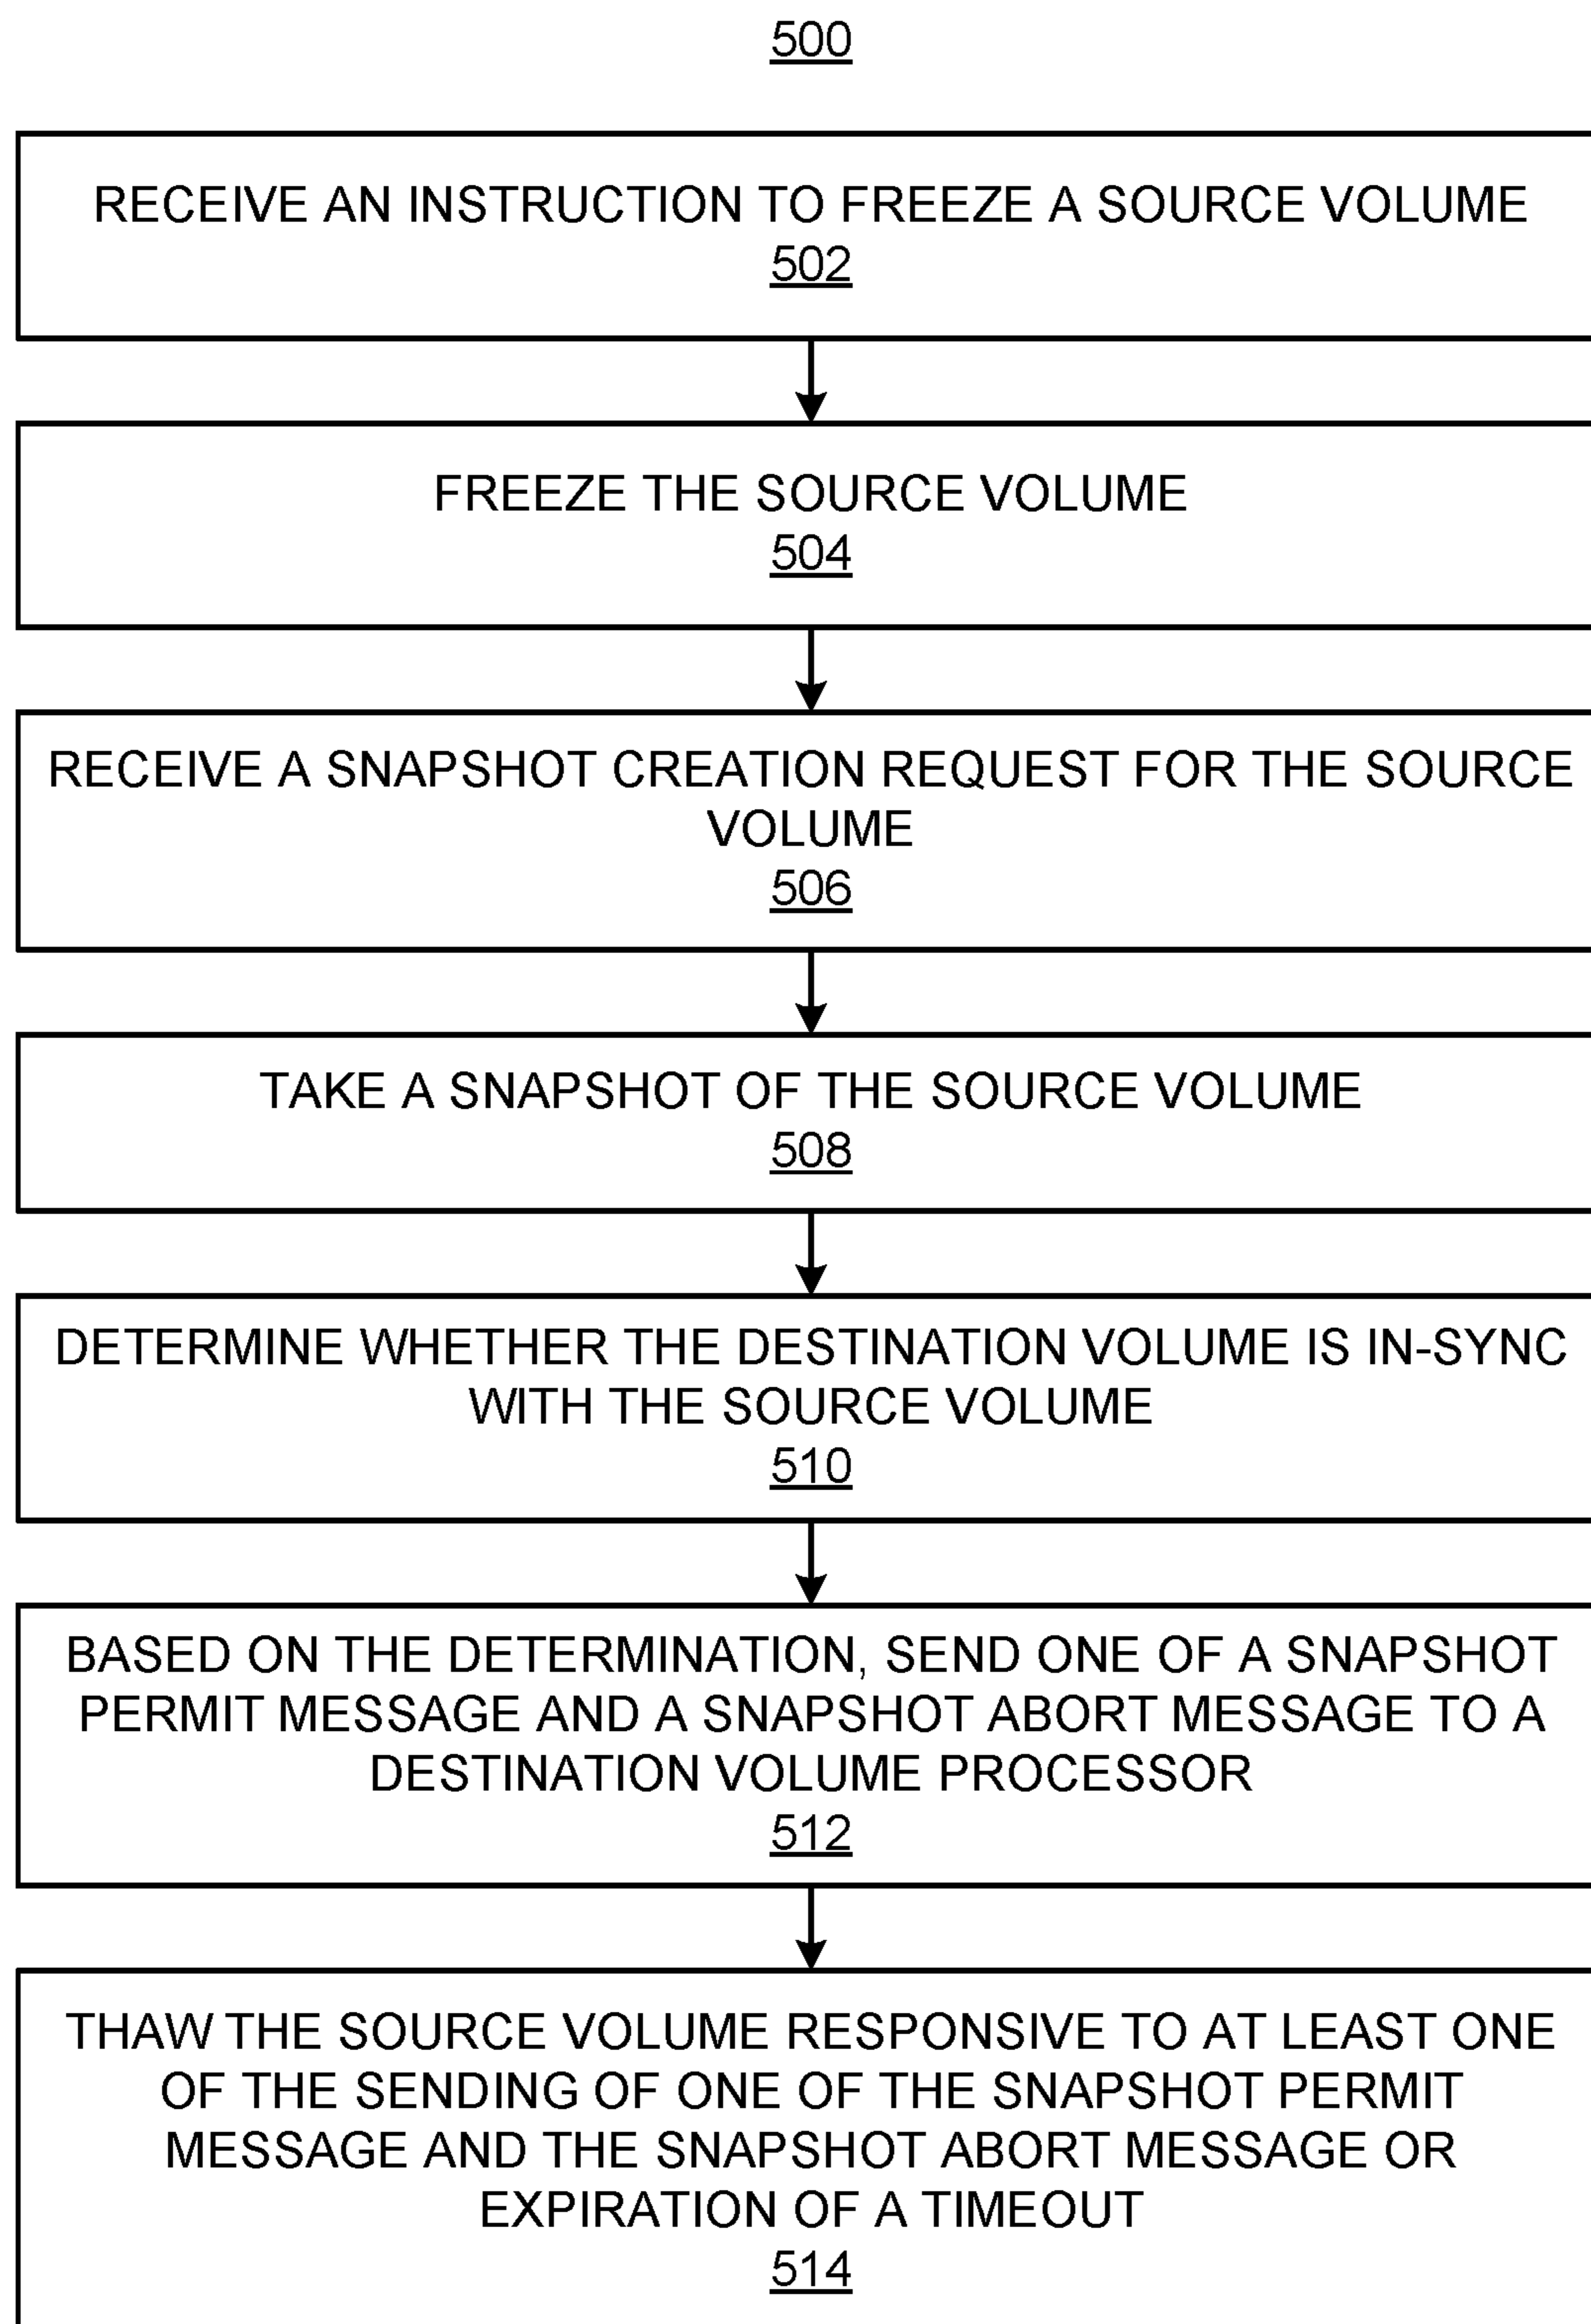 500
RECEIVE AN INSTRUCTION TO FREEZE A SOURCE VOLUME
502
FREEZE THE SOURCE VOLUME
504
RECEIVE A SNAPSHOT CREATION REQUEST FOR THE SOURCE
VOLUME
506
TAKE A SNAPSHOT OF THE SOURCE VOLUME
508
DETERMINE WHETHER THE DESTINATION VOLUME IS IN-SYNC
WITH THE SOURCE VOLUME
510
BASED ON THE DETERMINATION, SEND ONE OF A SNAPSHOT
PERMIT MESSAGE AND A SNAPSHOT ABORT MESSAGE TO A
DESTINATION VOLUME PROCESSOR
512
THAW THE SOURCE VOLUME RESPONSIVE TO AT LEAST ONE
OF THE SENDING OF ONE OF THE SNAPSHOT PERMIT
MESSAGE AND THE SNAPSHOT ABORT MESSAGE OR
EXPIRATION OF A TIMEOUT
514